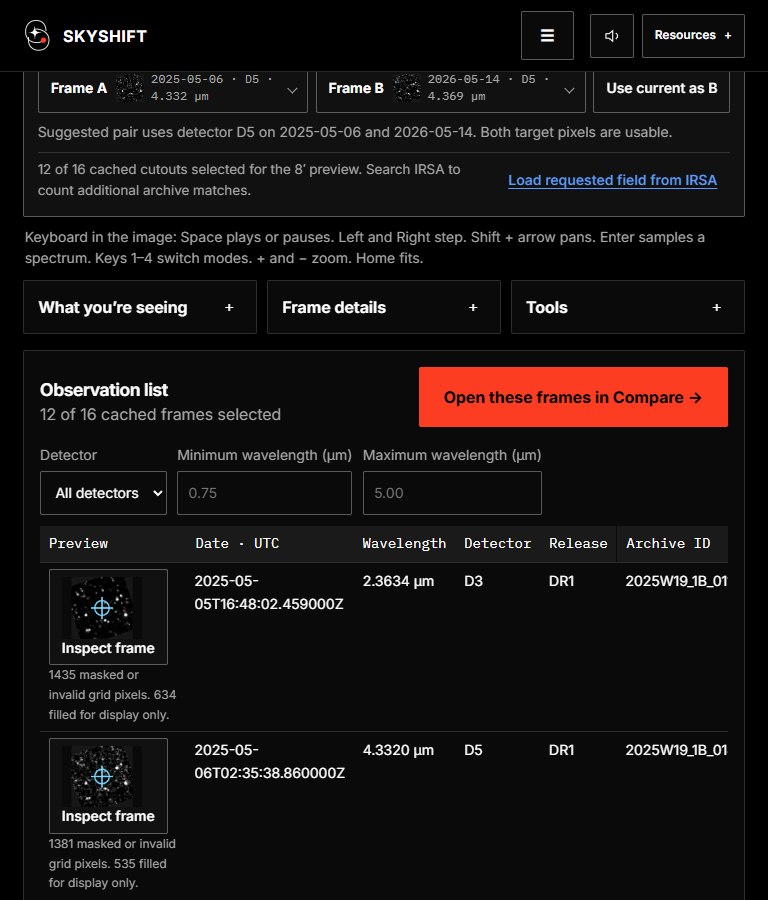 SKYSHIFT
☰
Resources +
Frame A
2025-05-06 · D5 ·
4.332 µm
Frame B
2026-05-14 · D5 ·
4.369 µm
Use current as B
Suggested pair uses detector D5 on 2025-05-06 and 2026-05-14. Both target pixels are usable.
12 of 16 cached cutouts selected for the 8′ preview. Search IRSA to
count additional archive matches.
Load requested field from IRSA
Keyboard in the image: Space plays or pauses. Left and Right step. Shift + arrow pans. Enter samples a
spectrum. Keys 1–4 switch modes. + and − zoom. Home fits.
What you’re seeing +
Frame details +
Tools +
Observation list
12 of 16 cached frames selected
Open these frames in Compare →
Detector Minimum wavelength (µm) Maximum wavelength (µm)
All detectors 0.75 5.00
Preview Date · UTC Wavelength Detector Release Archive ID
Inspect frame
1435 masked or
invalid grid pixels. 634
filled for display only.
2025-05-
05T16:48:02.459000Z
2.3634 µm D3 DR1 2025W19_1B_01
Inspect frame
1381 masked or invalid
grid pixels. 535 filled
for display only.
2025-05-
06T02:35:38.860000Z
4.3320 µm D5 DR1 2025W19_1B_01